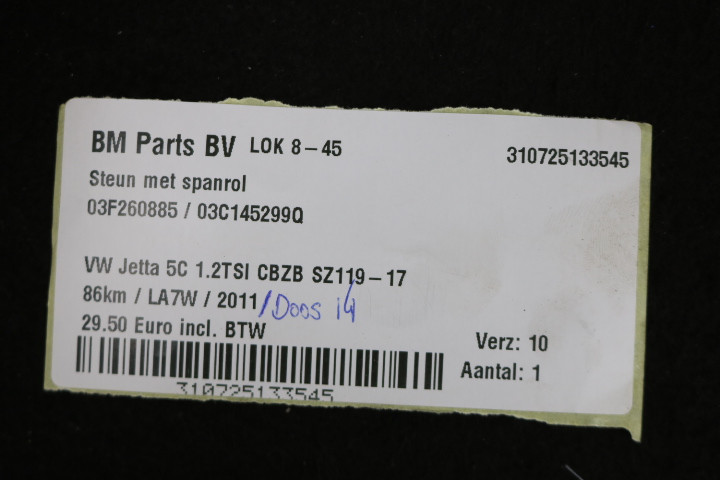 BM Parts BV LOK 8-45 310725133545
Steun met spanrol
03F260885 / 03C145299Q
VW Jetta 5C 1.2TSI CBZB SZ119-17
86km / LA7W / 2011 /Doos i4
29.50 Euro incl. BTW
Verz: 10
Aantal: 1
310725133545